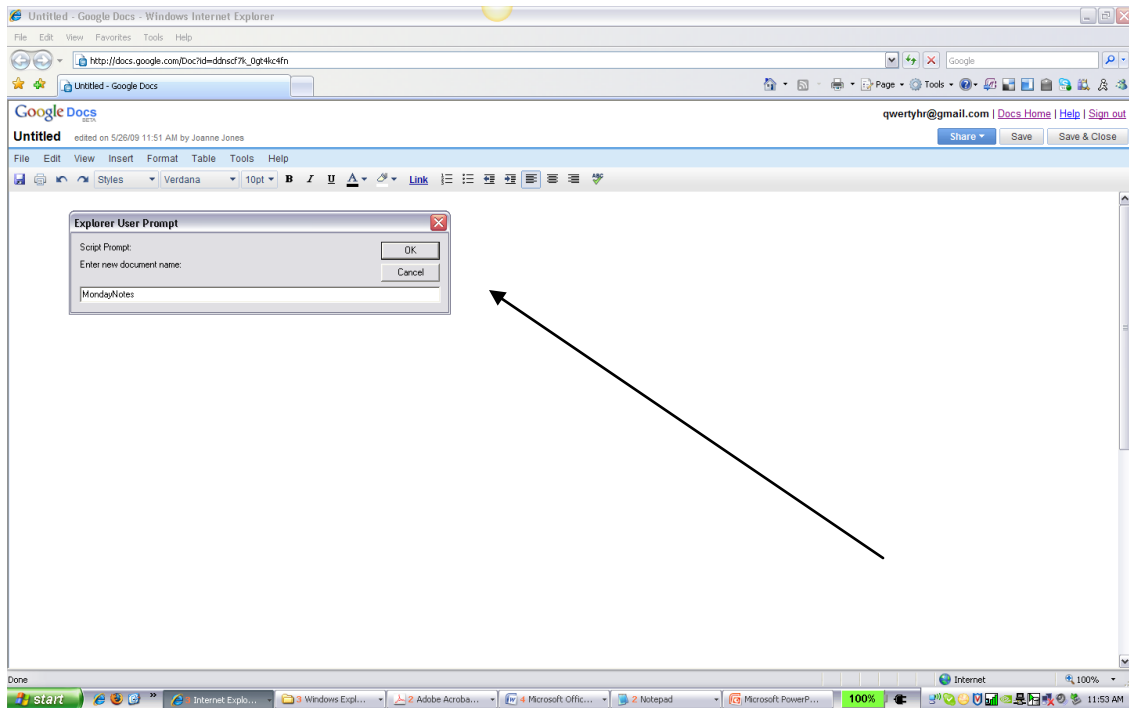 Untitled - Google Docs - Windows Internet Explorer
File Edit View Favorites Tools Help
http://docs.google.com/Doc?id=ddnscf7k_0gt4kc4fn Google
Untitled - Google Docs Page Tools
Google Docs BETA qwertyhr@gmail.com | Docs Home | Help | Sign out
Untitled edited on 5/26/09 11:51 AM by Joanne Jones Share Save Save & Close
File Edit View Insert Format Table Tools Help
Styles Verdana 10pt B I U A Link ABC
Explorer User Prompt
Script Prompt: OK
Enter new document name: Cancel
MondayNotes
Done Internet 100%
start Internet Explo... 3 Windows Expl... 2 Adobe Acroba... 4 Microsoft Offic... 2 Notepad Microsoft PowerP... 100% 11:53 AM